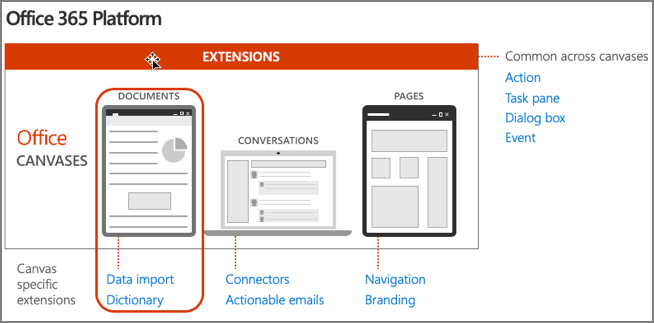 Office 365 Platform
EXTENSIONS
Common across canvases
Action
Task pane
Dialog box
Event
DOCUMENTS
CONVERSATIONS
PAGES
Office
CANVASES
Canvas
specific
extensions
Data import
Dictionary
Connectors
Actionable emails
Navigation
Branding